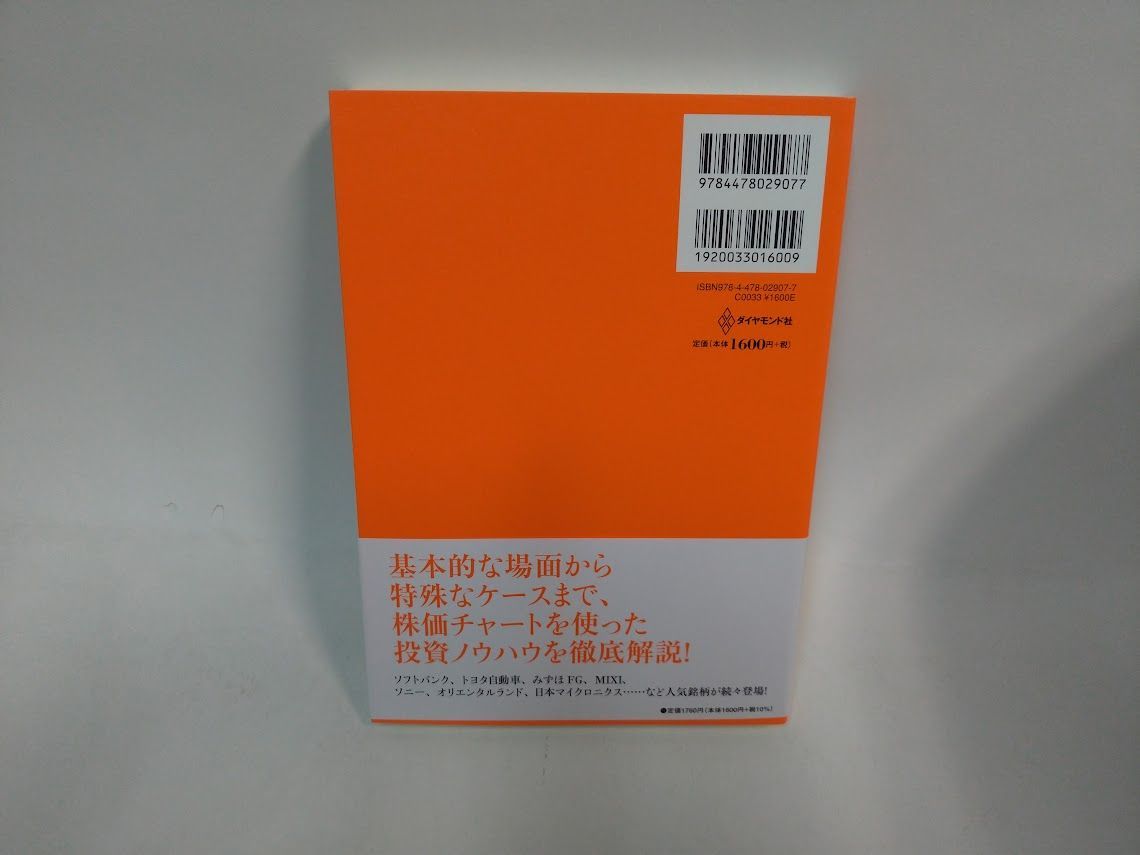 9784478029077
1920033016009
ISBN978-4-478-02907-7
C0033 ¥1600E
ダイヤモンド社
定価(本体1600円+税)
基本的な場面から
特殊なケースまで、
株価チャートを使った
投資ノウハウを徹底解説!
ソフトバンク、トヨタ自動車、みずほFG、MIXI、
ソニー、オリエンタルランド、日本マイクロニクス……など人気銘柄が続々登場!
●定価1760円(本体1600円+税10%)